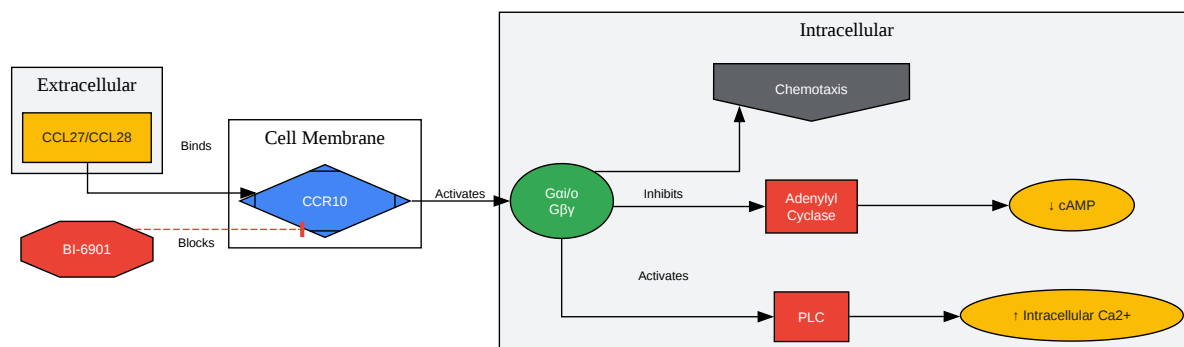 Extracellular
CCL27/CCL28
Binds
Cell Membrane
CCR10
BI-6901
Blocks
Activates
Intracellular
Chemotaxis
Gαi/o
Gβγ
Inhibits
Adenylyl
Cyclase
↓ cAMP
Activates
PLC
↑ Intracellular Ca2+